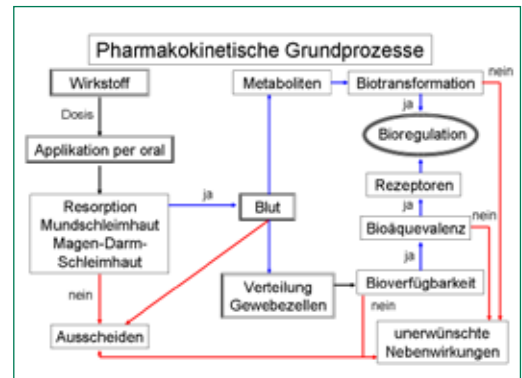 Pharmakokinetische Grundprozesse
Wirkstoff
Dosis
Applikation per oral
Resorption
Mundschleimhaut
Magen-Darm-
Schleimhaut
ja
nein
Ausscheiden
Blut
Metaboliten
Biotransformation
nein
ja
Bioregulation
Rezeptoren
ja
nein
Bioäquevalenz
ja
Verteilung
Gewebezellen
Bioverfügbarkeit
nein
unerwünschte
Nebenwirkungen